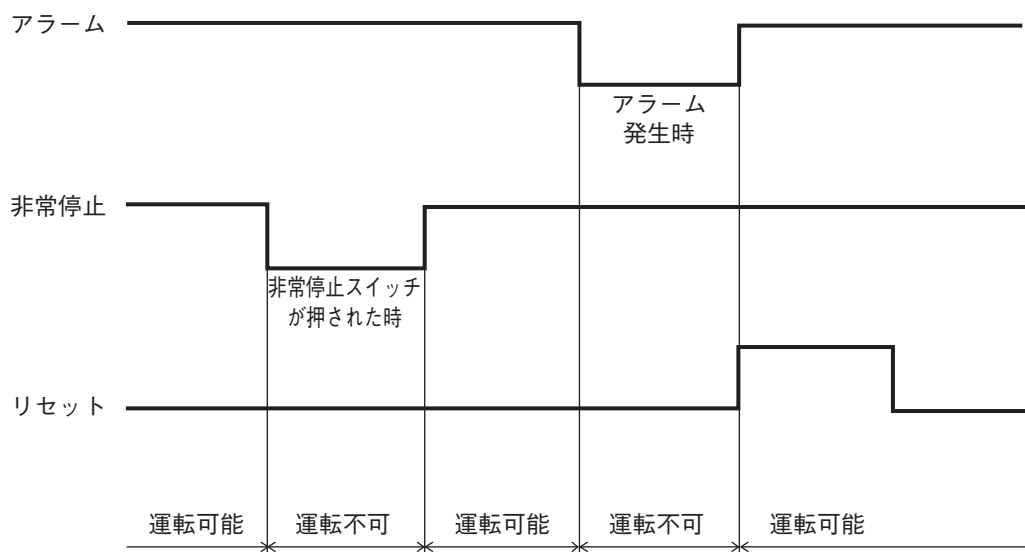 アラーム
アラーム
発生時
非常停止
非常停止スイッチ
が押された時
リセット
運転可能
運転不可
運転可能
運転不可
運転可能